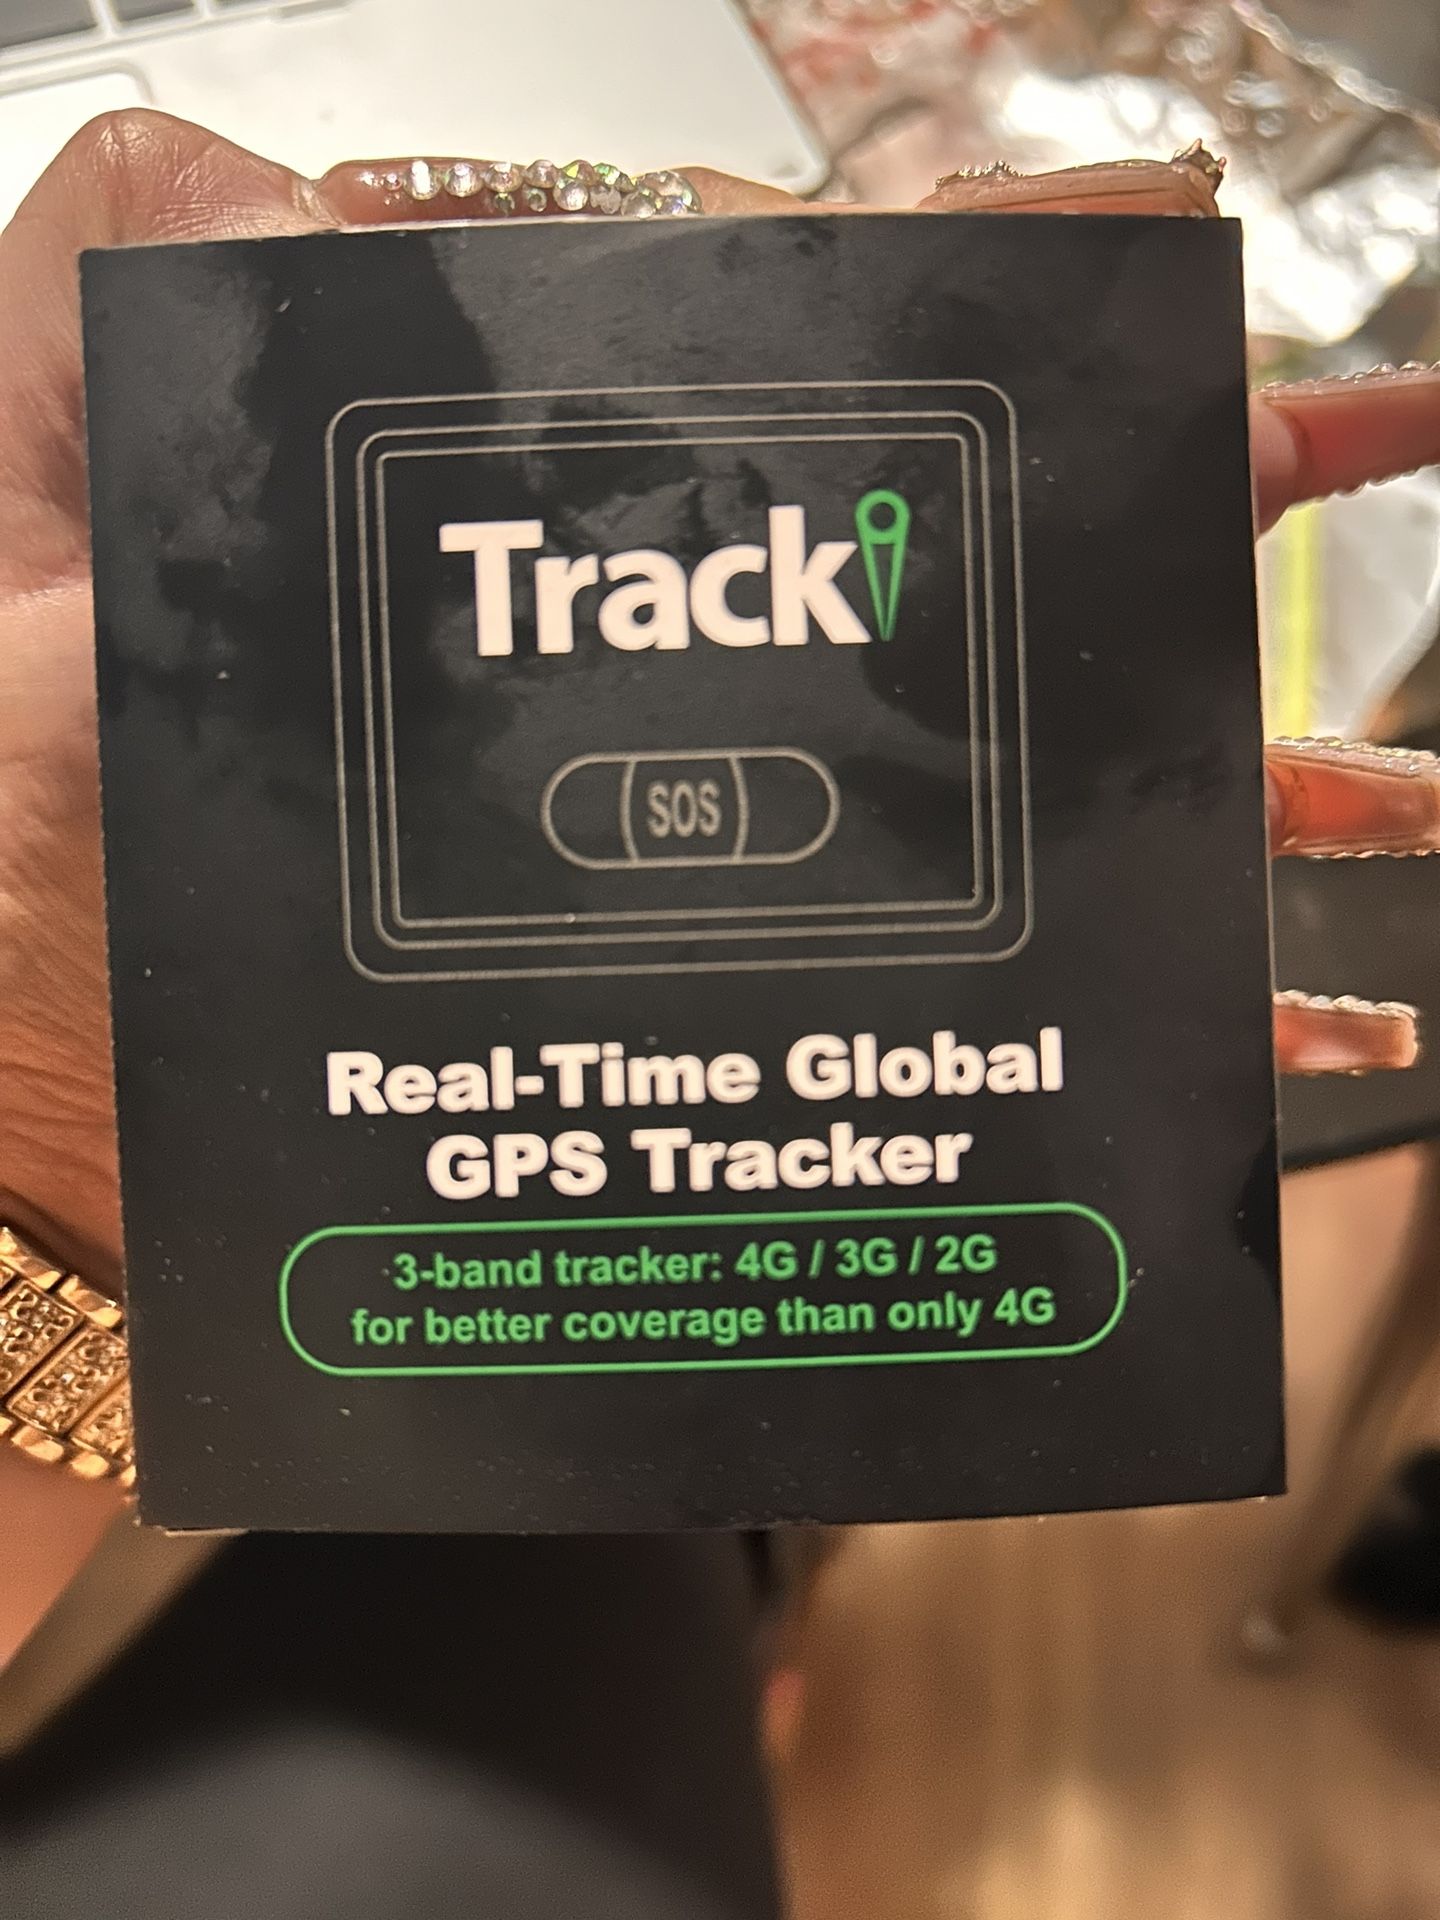 Tracki
SOS
Real-Time Global
GPS Tracker
3-band tracker: 4G / 3G / 2G
for better coverage than only 4G